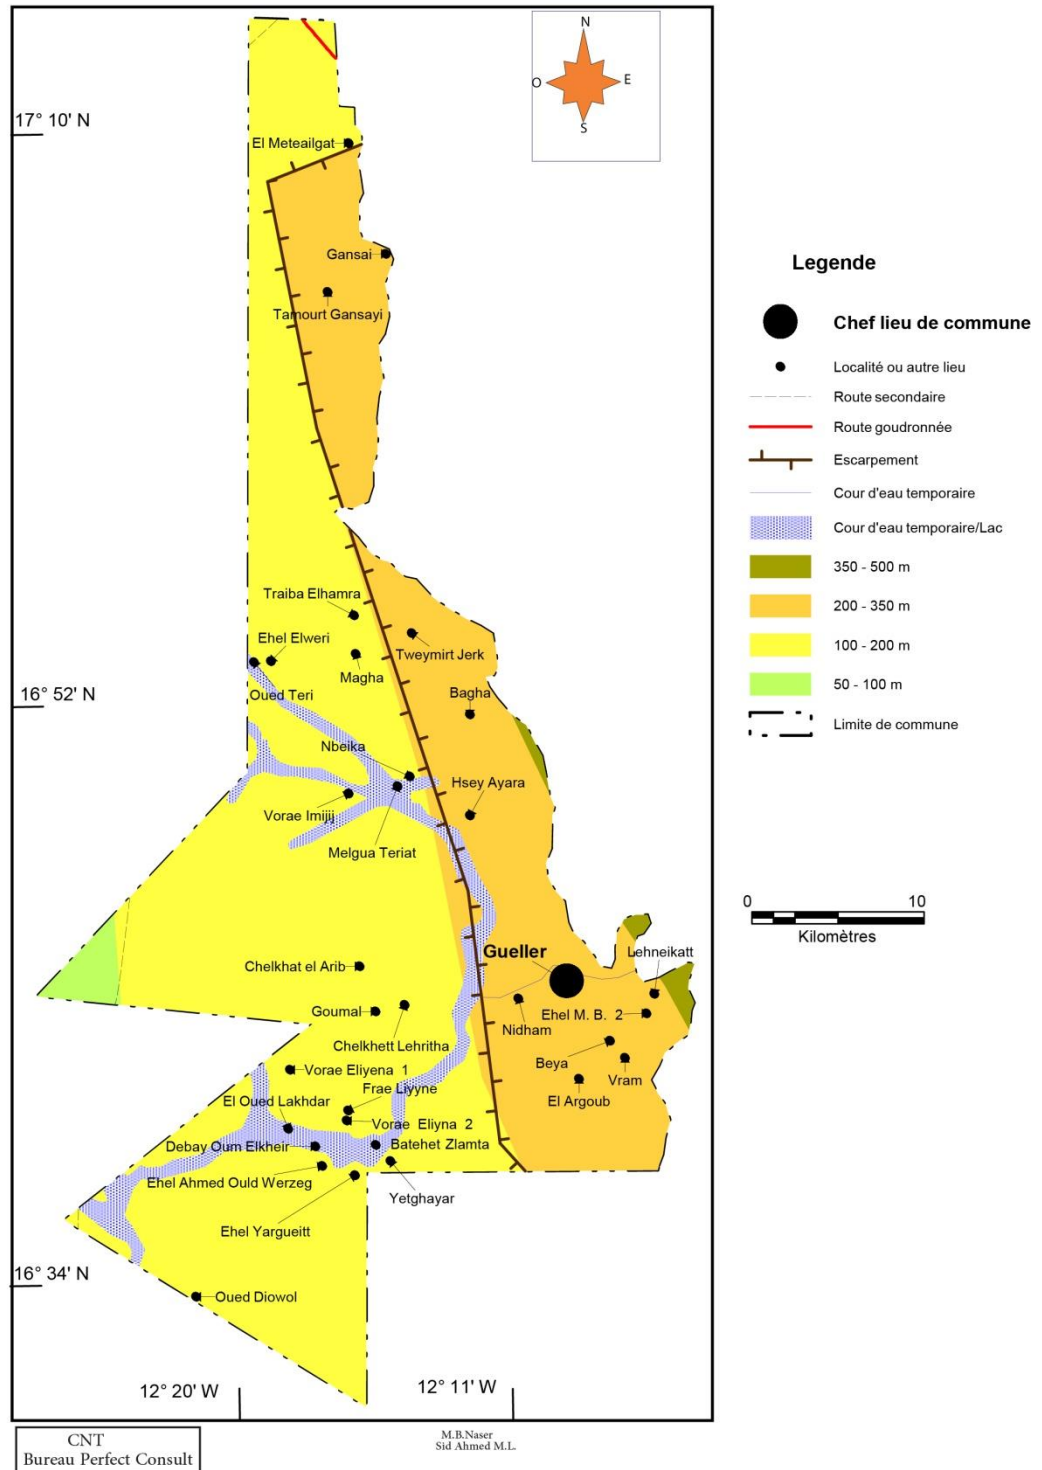 N
O
E
S
17° 10' N
El Meteailgat
Gansai
Tamourt Gansayi
Traiba Elhamra
Ehel Elweri
Tweymirt Jerk
Magha
Oued Teri
16° 52' N
Bagha
Nbeika
Hsey Ayara
Vorae Imijij
Melgua Teriat
Gueller
Lehneikatt
Chelkhat el Arib
Goumal
Nidham
Ehel M. B. 2
Chelkhett Lehritha
Beya
Vram
Vorae Eliyena 1
Frae Liyyne
El Oued Lakhdar
El Argoub
Vorae Eliyna 2
Debay Oum Elkheir
Batehet Zlamta
Ehel Ahmed Ould Werzeg
Yetghayar
Ehel Yargueitt
16° 34' N
Oued Diowol
12° 20' W
12° 11' W
Legende
Chef lieu de commune
Localité ou autre lieu
Route secondaire
Route goudronnée
Escarpement
Cour d'eau temporaire
Cour d'eau temporaire/Lac
350 - 500 m
200 - 350 m
100 - 200 m
50 - 100 m
Limite de commune
0 10
Kilomètres
CNT
Bureau Perfect Consult
M.B.Naser
Sid Ahmed M.L.